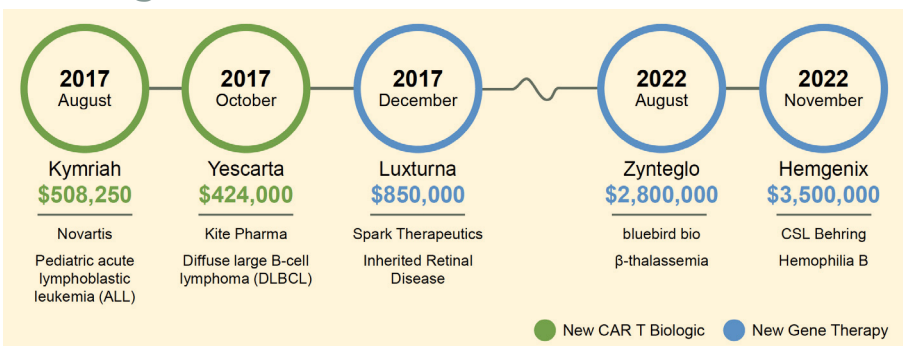 2017
August
2017
October
2017
December
2022
August
2022
November
Kymriah
$508,250
Novartis
Pediatric acute
lymphoblastic
leukemia (ALL)
Yescarta
$424,000
Kite Pharma
Diffuse large B-cell
lymphoma (DLBCL)
Luxturna
$850,000
Spark Therapeutics
Inherited Retinal
Disease
Zynteglo
$2,800,000
bluebird bio
β-thalassemia
Hemgenix
$3,500,000
CSL Behring
Hemophilia B
New CAR T Biologic
New Gene Therapy